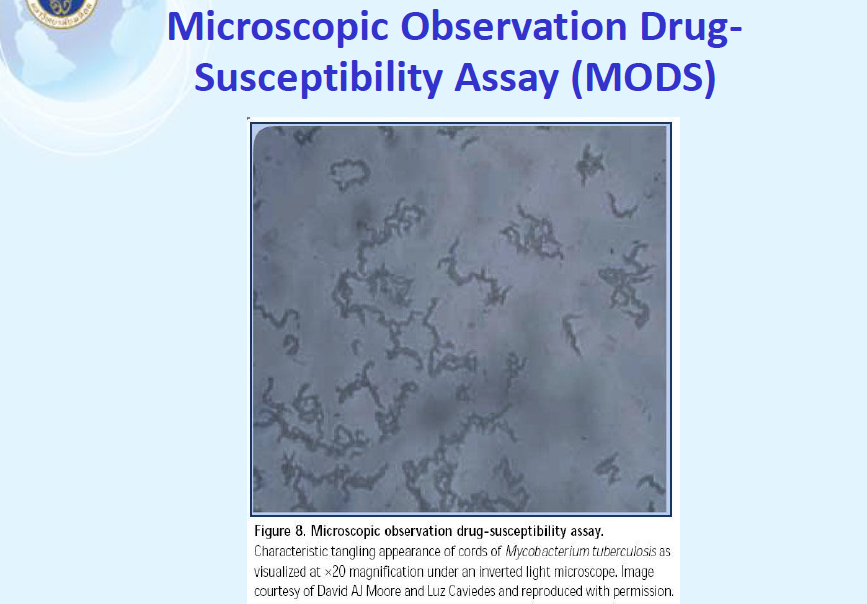 Microscopic Observation Drug-
Susceptibility Assay (MODS)
Figure 8. Microscopic observation drug-susceptibility assay.
Characteristic tangling appearance of cords of Mycobacterium tuberculosis as
visualized at ×20 magnification under an inverted light microscope. Image
courtesy of David AJ Moore and Luz Caviedes and reproduced with permission.